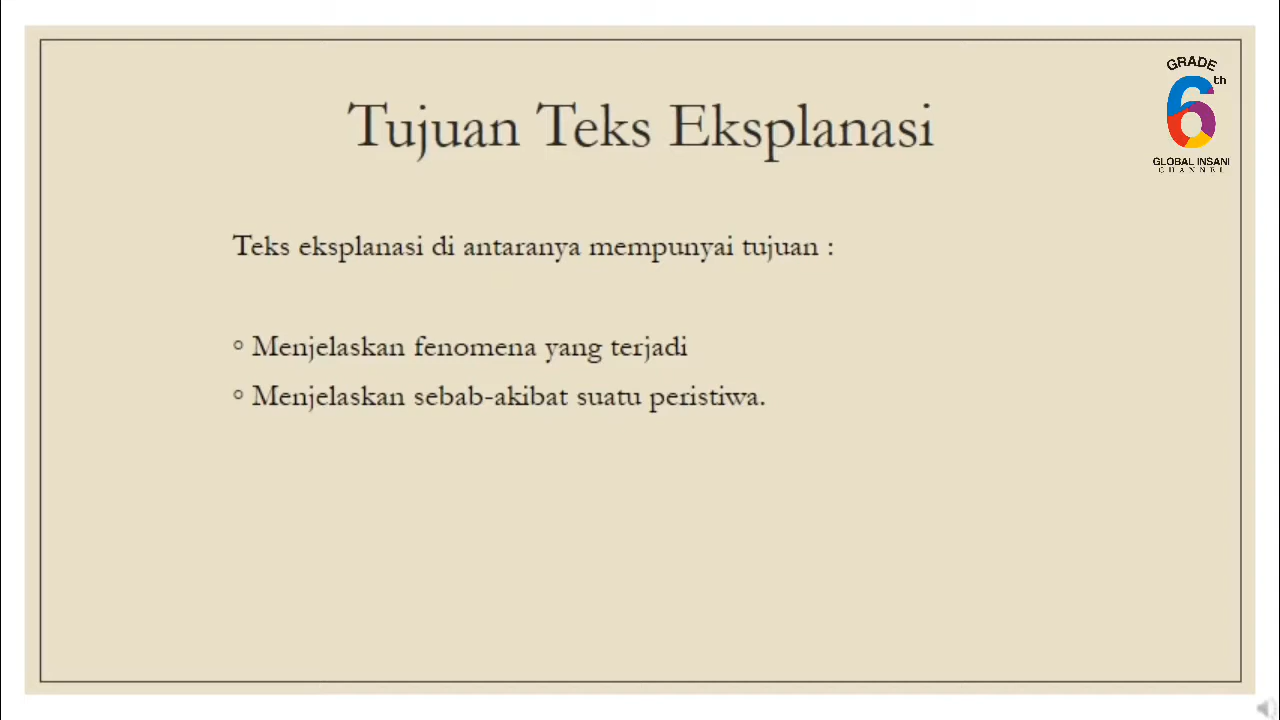 GRADE
6th
GLOBAL INSANI
CHANNEL
Tujuan Teks Eksplanasi
Teks eksplanasi di antaranya mempunyai tujuan :
◦ Menjelaskan fenomena yang terjadi
◦ Menjelaskan sebab-akibat suatu peristiwa.